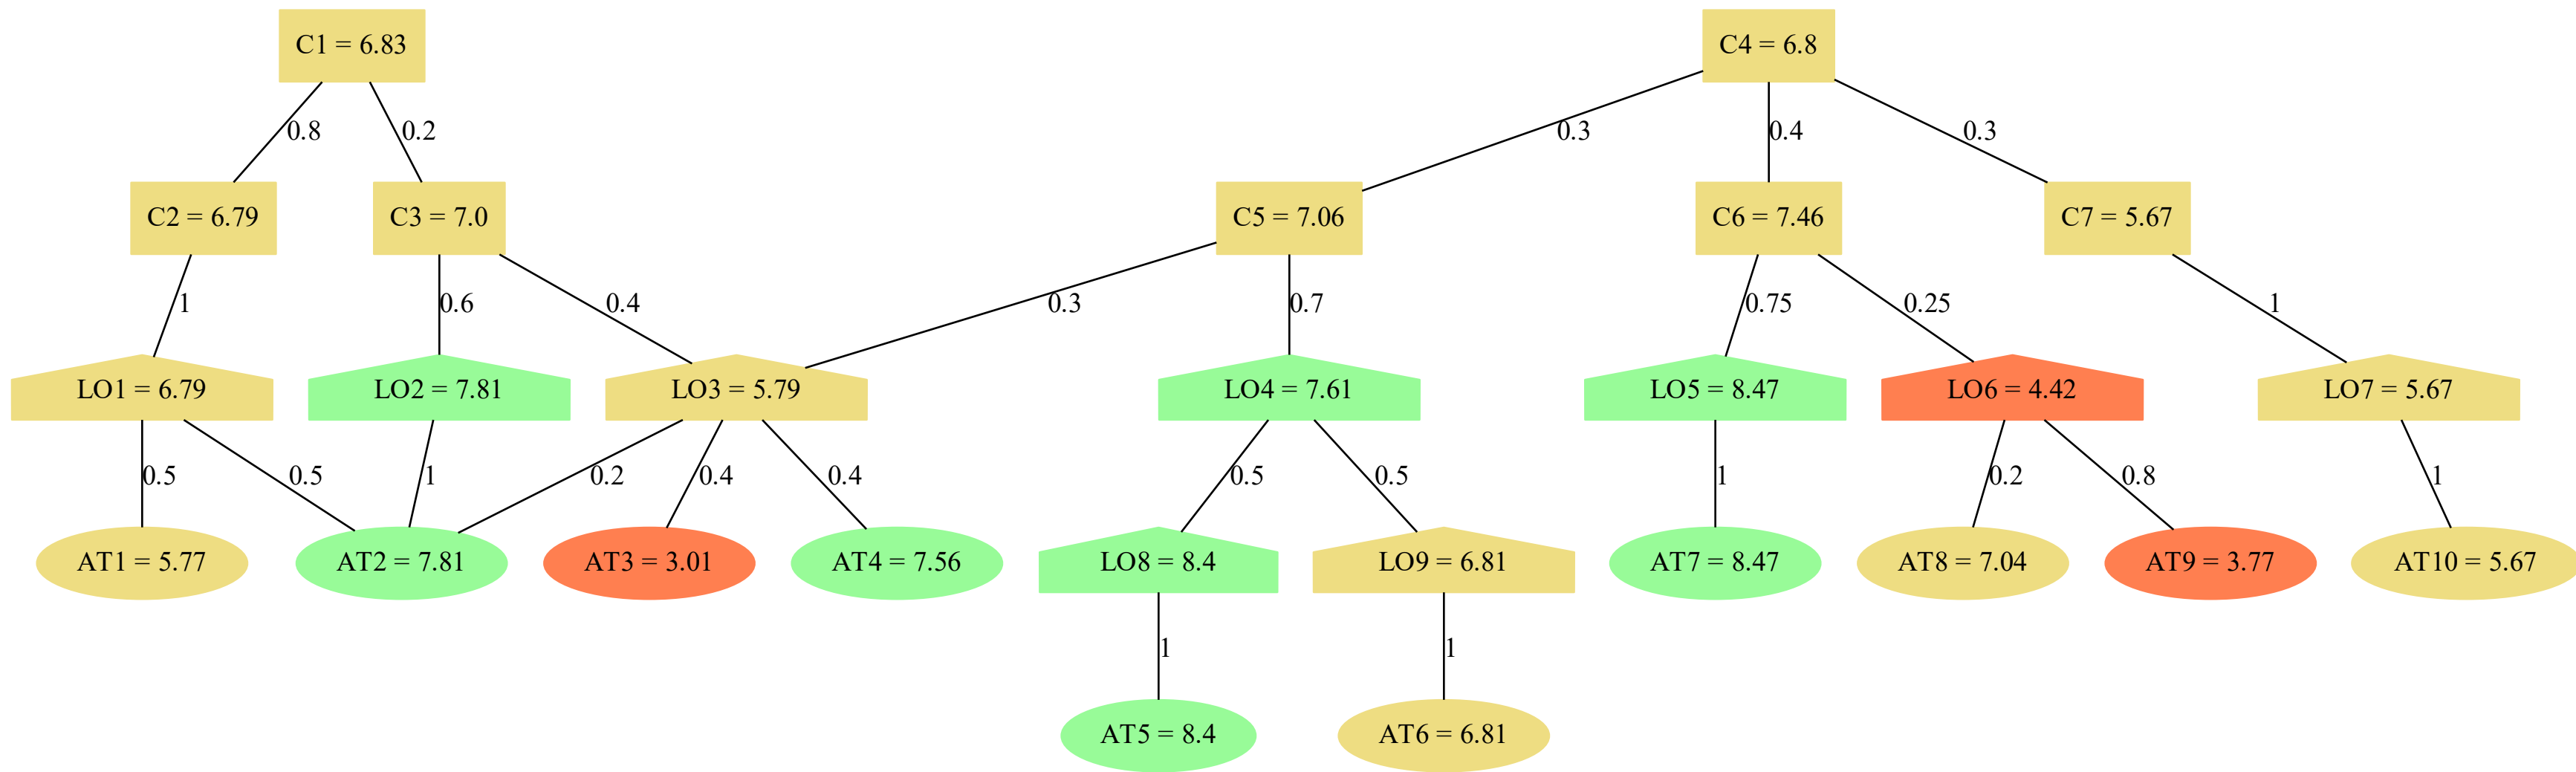 C1 = 6.83
C4 = 6.8
0.8
0.2
0.3
0.4
0.3
C2 = 6.79
C3 = 7.0
C5 = 7.06
C6 = 7.46
C7 = 5.67
1
0.6
0.4
0.3
0.7
0.75
0.25
1
LO1 = 6.79
LO2 = 7.81
LO3 = 5.79
LO4 = 7.61
LO5 = 8.47
LO6 = 4.42
LO7 = 5.67
0.5
0.5
1
0.2
0.4
0.4
0.5
0.5
1
0.2
0.8
1
AT1 = 5.77
AT2 = 7.81
AT3 = 3.01
AT4 = 7.56
LO8 = 8.4
LO9 = 6.81
AT7 = 8.47
AT8 = 7.04
AT9 = 3.77
AT10 = 5.67
1
1
AT5 = 8.4
AT6 = 6.81